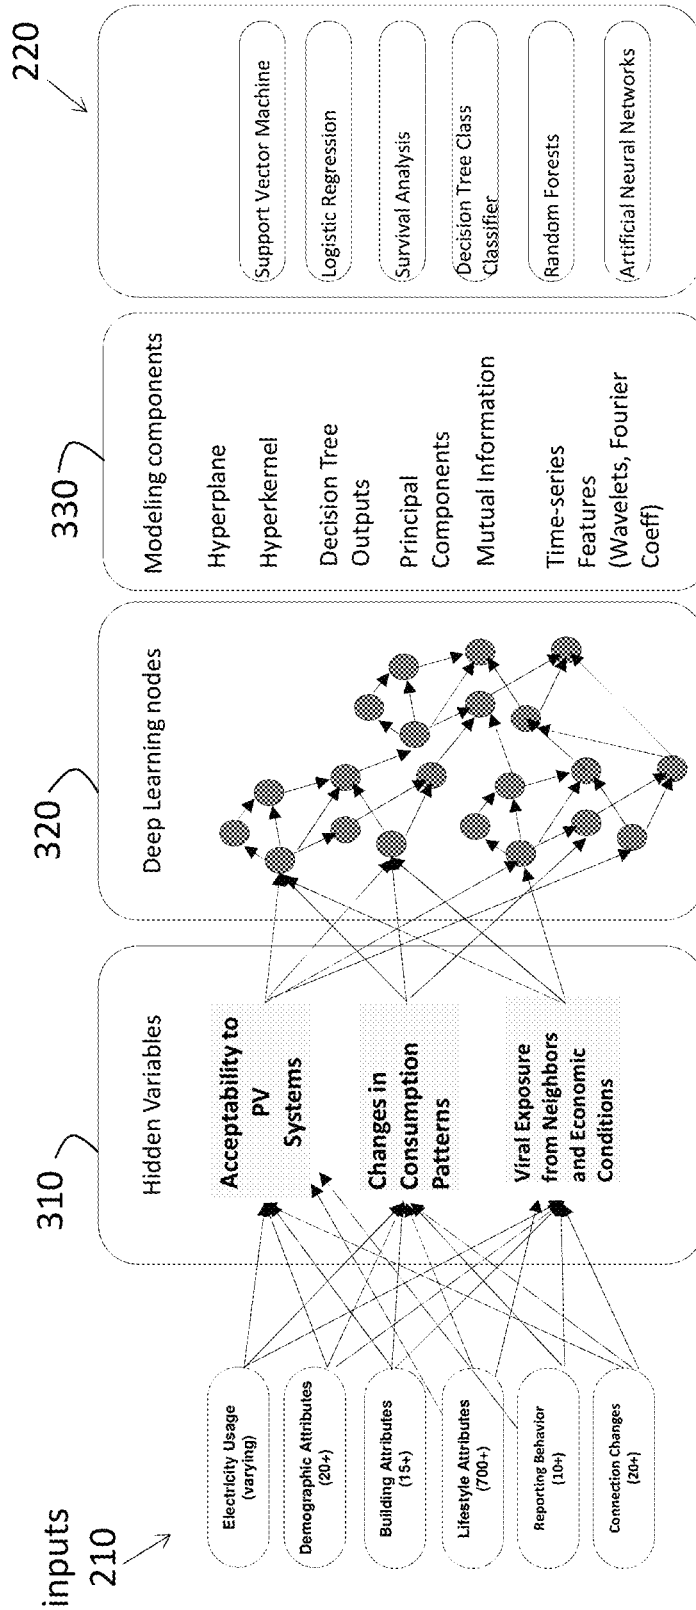 inputs
210
Electricity Usage
(varying)
Demographic Attributes
(20+)
Building Attributes
(15+)
Lifestyle Attributes
(700+)
Reporting Behavior
(10+)
Connection Changes
(20+)
310
Hidden Variables
Acceptability to
PV
Systems
Changes in
Consumption
Patterns
Viral Exposure
from Neighbors
and Economic
Conditions
320
Deep Learning nodes
330
Modeling components
Hyperplane
Hyperkernel
Decision Tree
Outputs
Principal
Components
Mutual Information
Time-series
Features
(Wavelets, Fourier
Coeff)
220
Support Vector Machine
Logistic Regression
Survival Analysis
Decision Tree Class
Classifier
Random Forests
Artificial Neural Networks